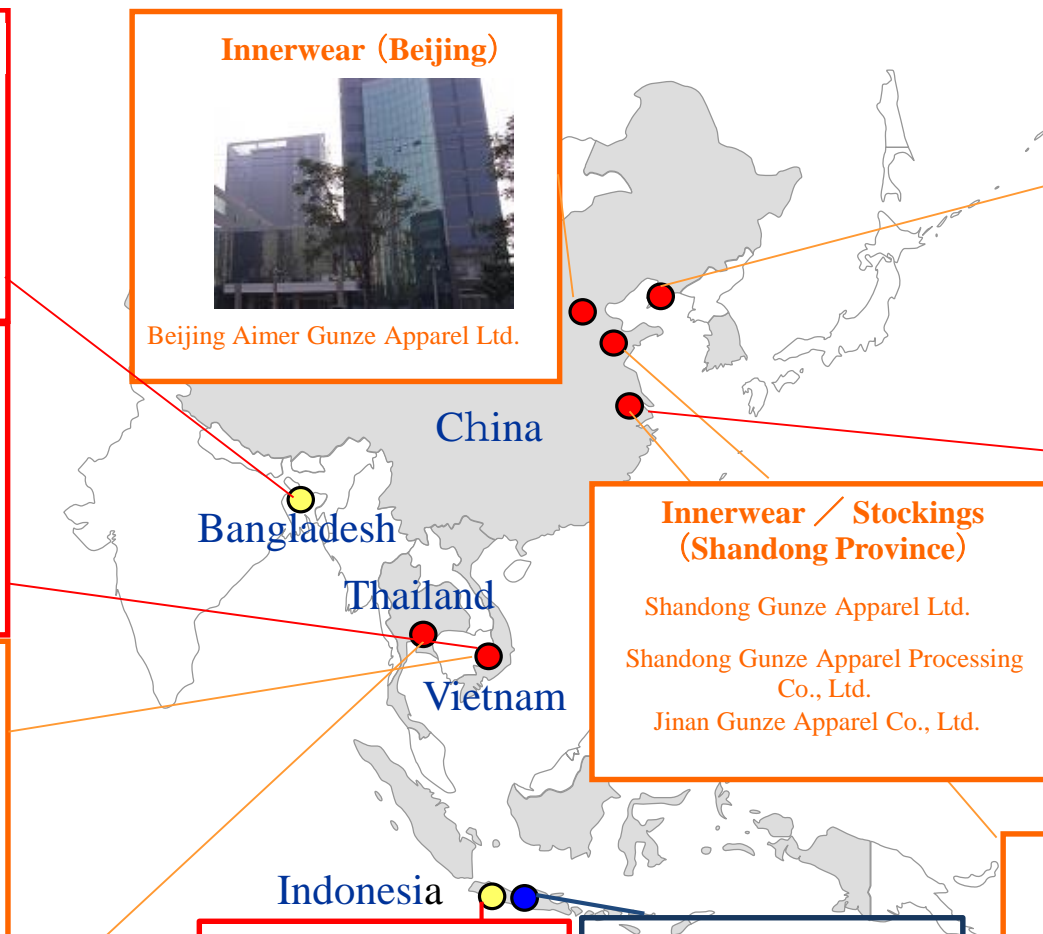 Innerwear（Beijing）
Beijing Aimer Gunze Apparel Ltd.
China
Bangladesh
Thailand
Vietnam
Innerwear ／ Stockings
（Shandong Province）
Shandong Gunze Apparel Ltd.
Shandong Gunze Apparel Processing
Co., Ltd.
Jinan Gunze Apparel Co., Ltd.
Indonesia